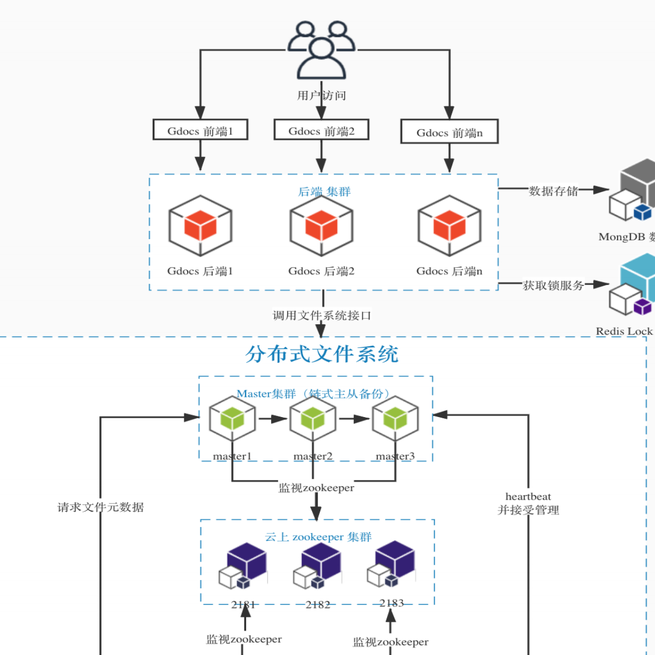 用户访问
Gdocs 前端1
Gdocs 前端2
Gdocs 前端n
后端 集群
数据存储
Gdocs 后端1
Gdocs 后端2
Gdocs 后端n
MongDB 数
获取锁服务
调用文件系统接口
Redis Lock
分布式文件系统
Master集群（链式主从备份）
master1
master2
master3
监视zookeeper
请求文件元数据
heartbeat
并接受管理
云上 zookeeper 集群
2181
2182
2183
监视zookeeper
监视zookeeper